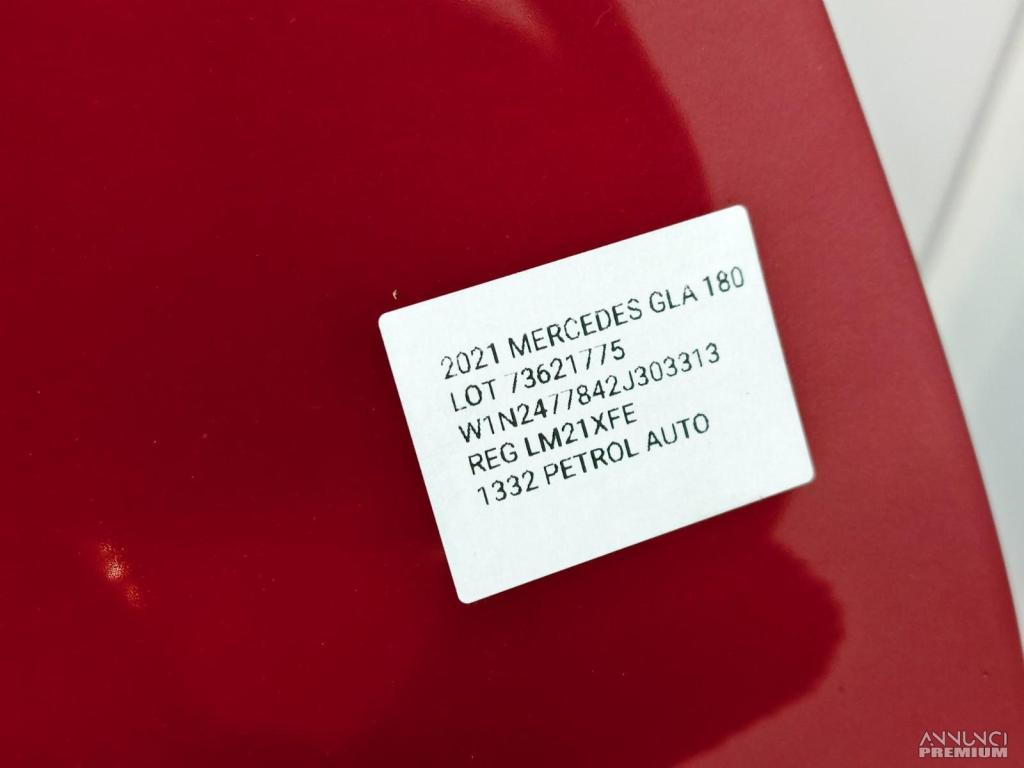 2021 MERCEDES GLA 180
LOT 73621775
W1N2477842J303313
REG LM21XFE
1332 PETROL AUTO
ANNUNCI
PREMIUM